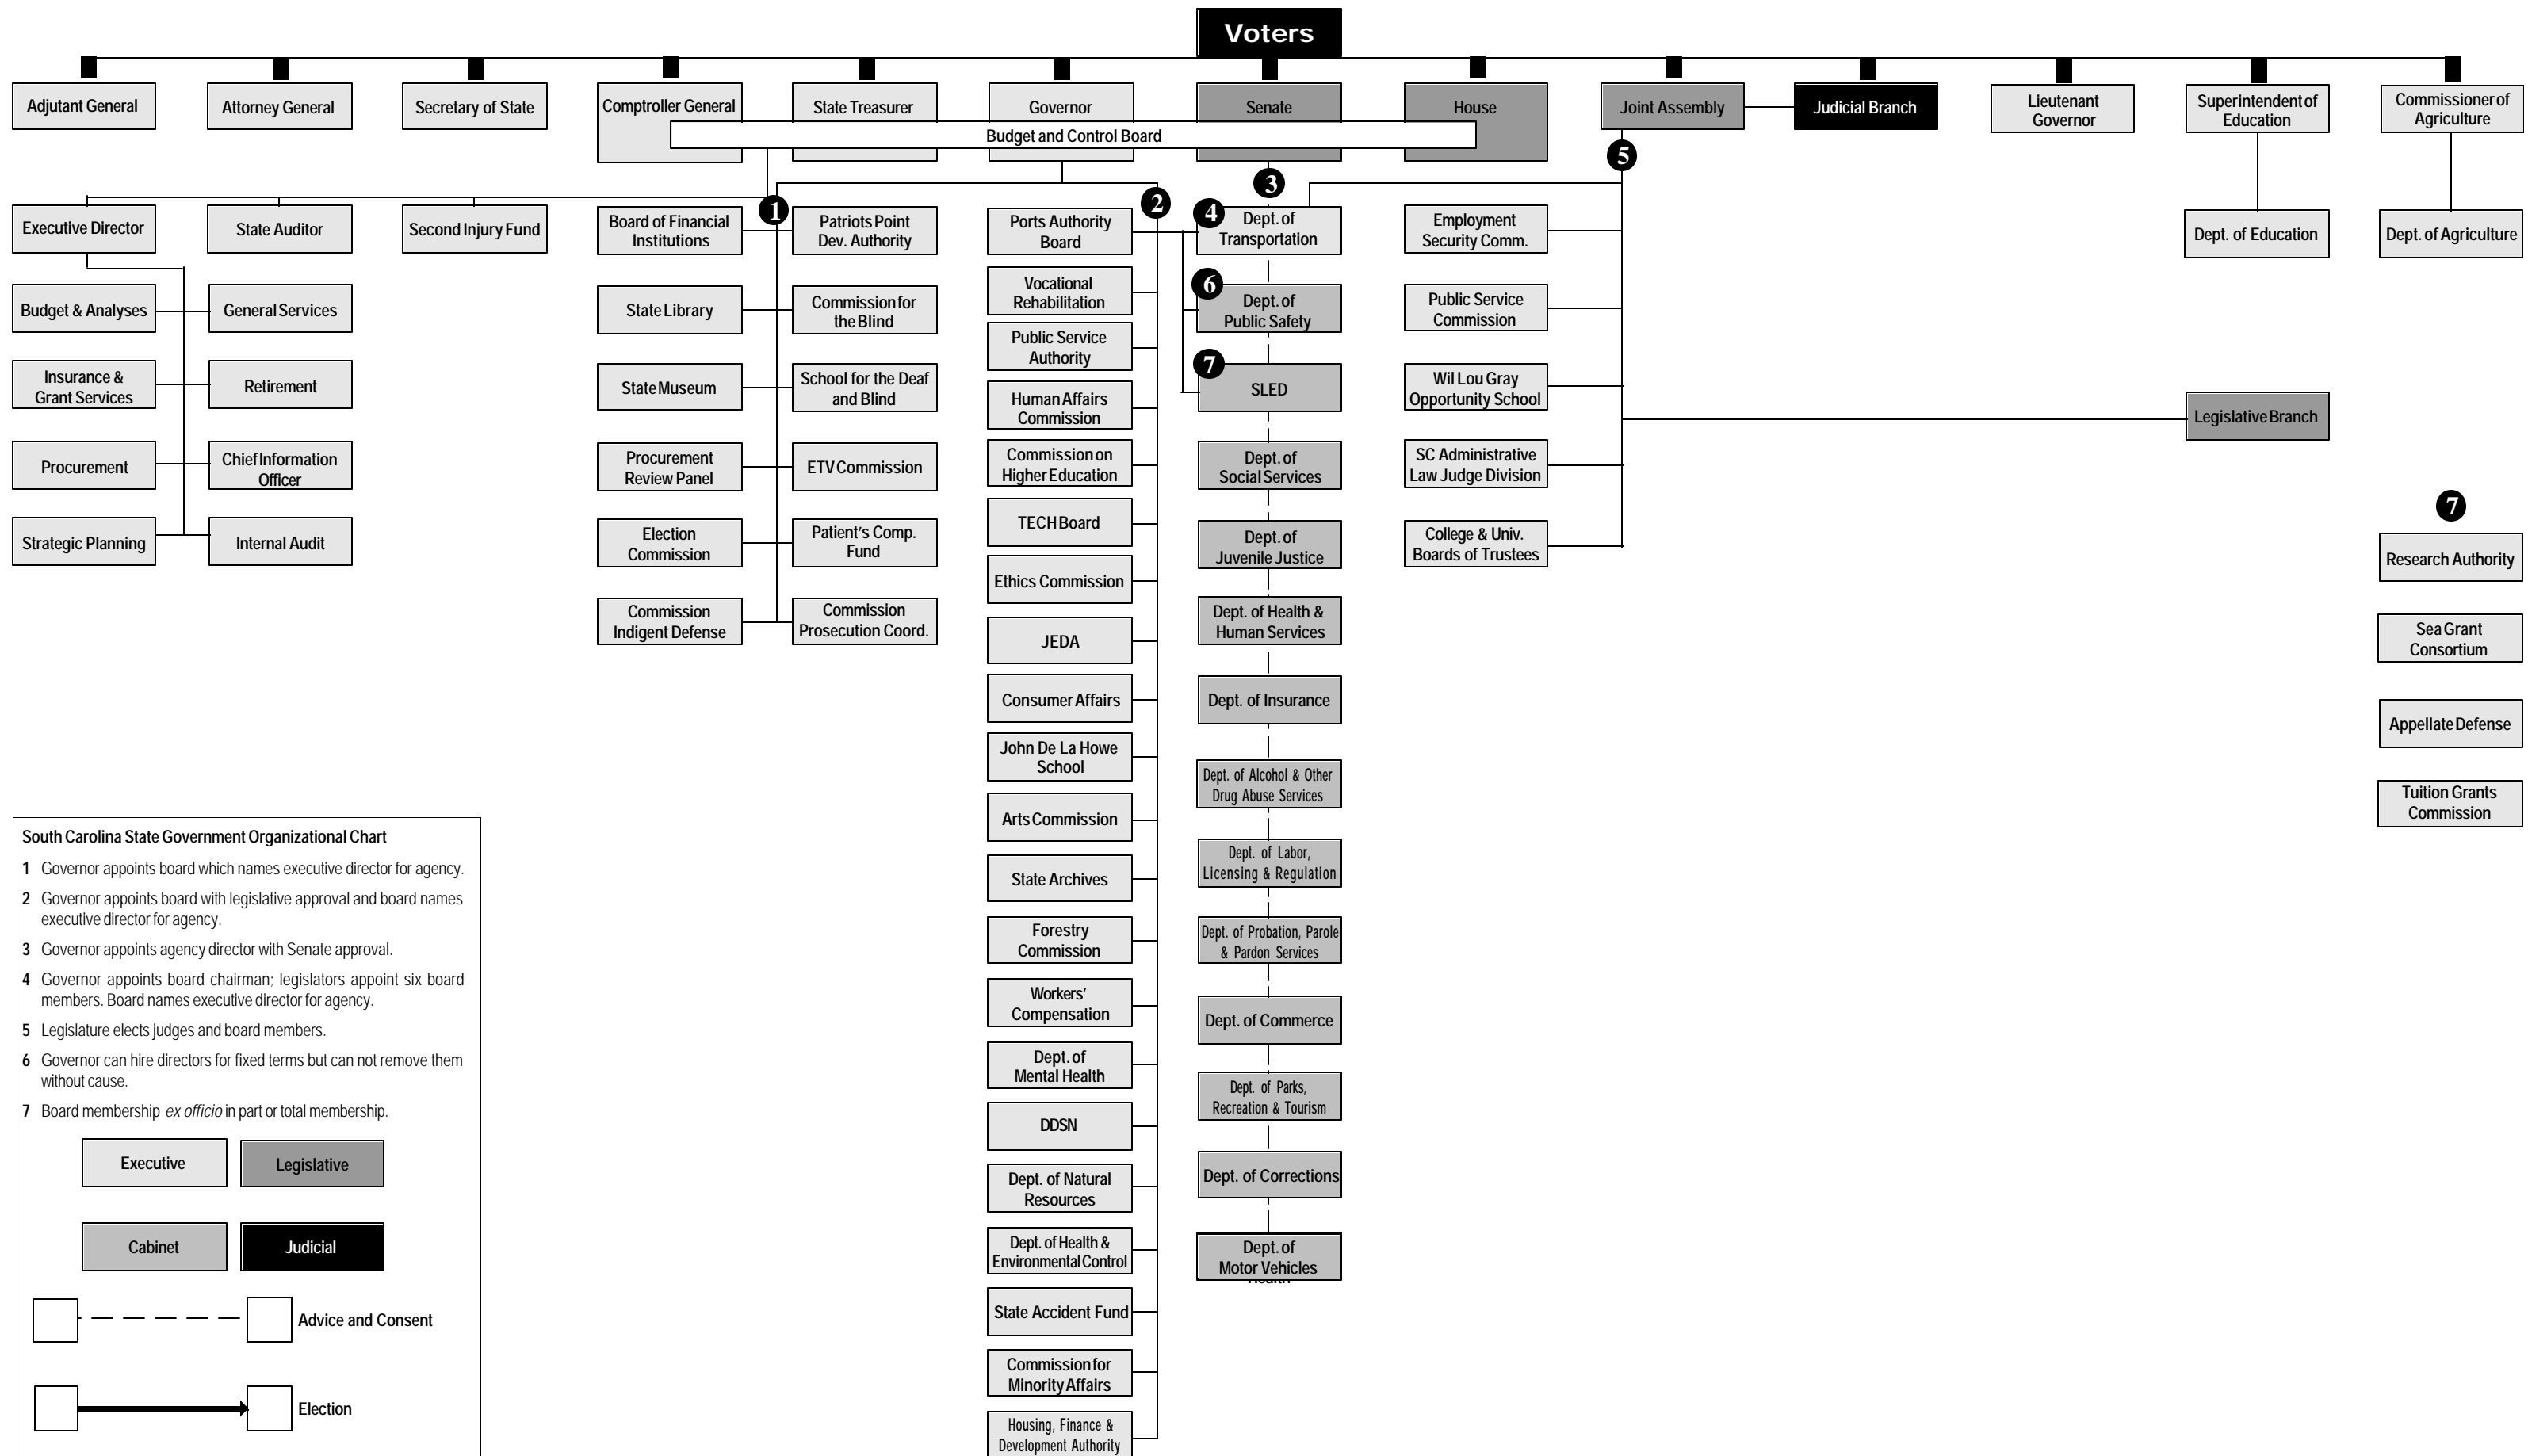 Voters
Adjutant General
Attorney General
Secretary of State
Comptroller General
State Treasurer
Governor
Senate
House
Joint Assembly
Judicial Branch
Lieutenant
Governor
Superintendent of
Education
Commissioner of
Agriculture
Budget and Control Board
5
3
1
2
Executive Director
State Auditor
Second Injury Fund
Budget & Analyses
General Services
Insurance &
Grant Services
Retirement
Procurement
Chief Information
Officer
Strategic Planning
Internal Audit
Board of Financial
Institutions
Patriots Point
Dev. Authority
State Library
Commission for
the Blind
State Museum
School for the Deaf
and Blind
Procurement
Review Panel
ETV Commission
Election
Commission
Patient's Comp.
Fund
Commission
Indigent Defense
Commission
Prosecution Coord.
Ports Authority
Board
Vocational
Rehabilitation
Public Service
Authority
Human Affairs
Commission
Commission on
Higher Education
TECH Board
Ethics Commission
JEDA
Consumer Affairs
John De La Howe
School
Arts Commission
State Archives
Forestry
Commission
Workers'
Compensation
Dept. of
Mental Health
DDSN
Dept. of Natural
Resources
Dept. of Health &
Environmental Control
State Accident Fund
Commission for
Minority Affairs
Housing, Finance &
Development Authority
4
Dept. of
Transportation
6
Dept. of
Public Safety
7
SLED
Dept. of
Social Services
Dept. of
Juvenile Justice
Dept. of Health &
Human Services
Dept. of Insurance
Dept. of Alcohol & Other
Drug Abuse Services
Dept. of Labor,
Licensing & Regulation
Dept. of Probation, Parole
& Pardon Services
Dept. of Commerce
Dept. of Parks,
Recreation & Tourism
Dept. of Corrections
Dept. of
Motor Vehicles
Employment
Security Comm.
Public Service
Commission
Wil Lou Gray
Opportunity School
SC Administrative
Law Judge Division
College & Univ.
Boards of Trustees
Dept. of Education
Dept. of Agriculture
Legislative Branch
7
Research Authority
Sea Grant
Consortium
Appellate Defense
Tuition Grants
Commission
South Carolina State Government Organizational Chart
1 Governor appoints board which names executive director for agency.
2 Governor appoints board with legislative approval and board names
executive director for agency.
3 Governor appoints agency director with Senate approval.
4 Governor appoints board chairman; legislators appoint six board
members. Board names executive director for agency.
5 Legislature elects judges and board members.
6 Governor can hire directors for fixed terms but can not remove them
without cause.
7 Board membership ex officio in part or total membership.
Executive
Legislative
Cabinet
Judicial
Advice and Consent
Election